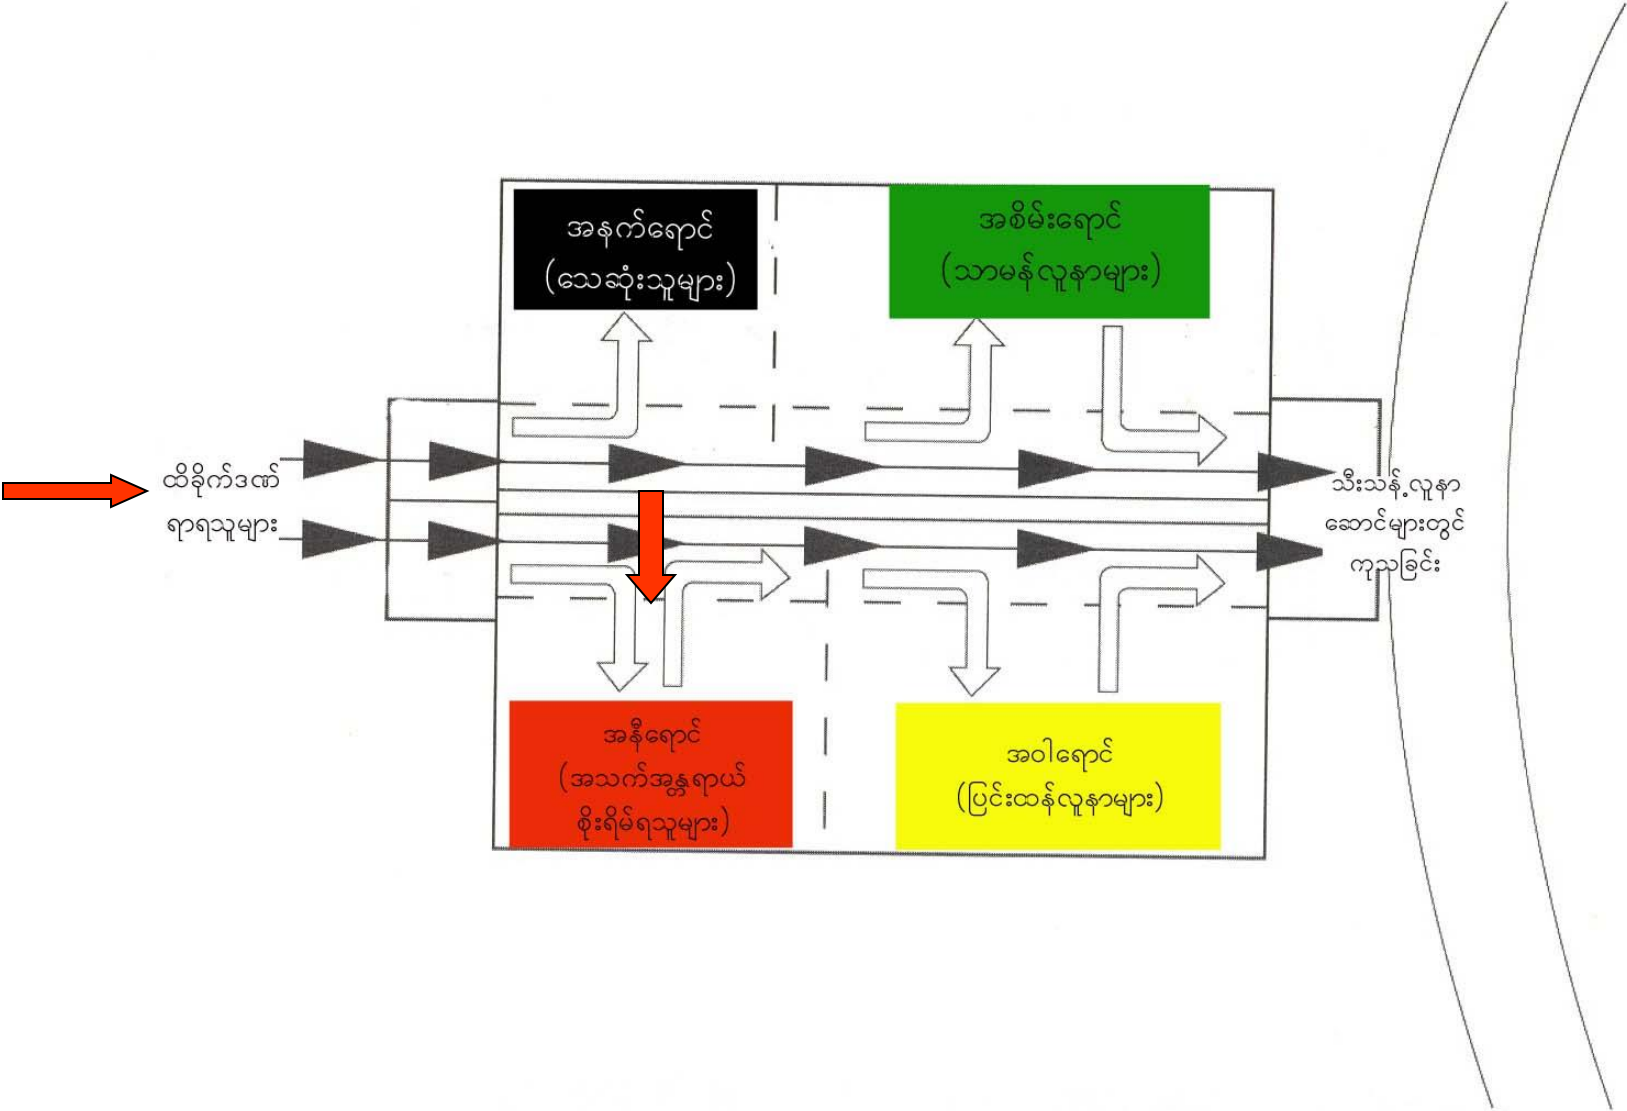 အနက်ရောင်
(သေဆုံးသူများ)
အစိမ်းရောင်
(သာမန်လူနာများ)
ထိခိုက်ဒဏ်
ရာရသူများ
သီးသန့်လူနာ
ဆောင်များတွင်
ကုသခြင်း
အနီရောင်
(အသက်အန္တရာယ်
စိုးရိမ်ရသူများ)
အဝါရောင်
(ပြင်းထန်လူနာများ)